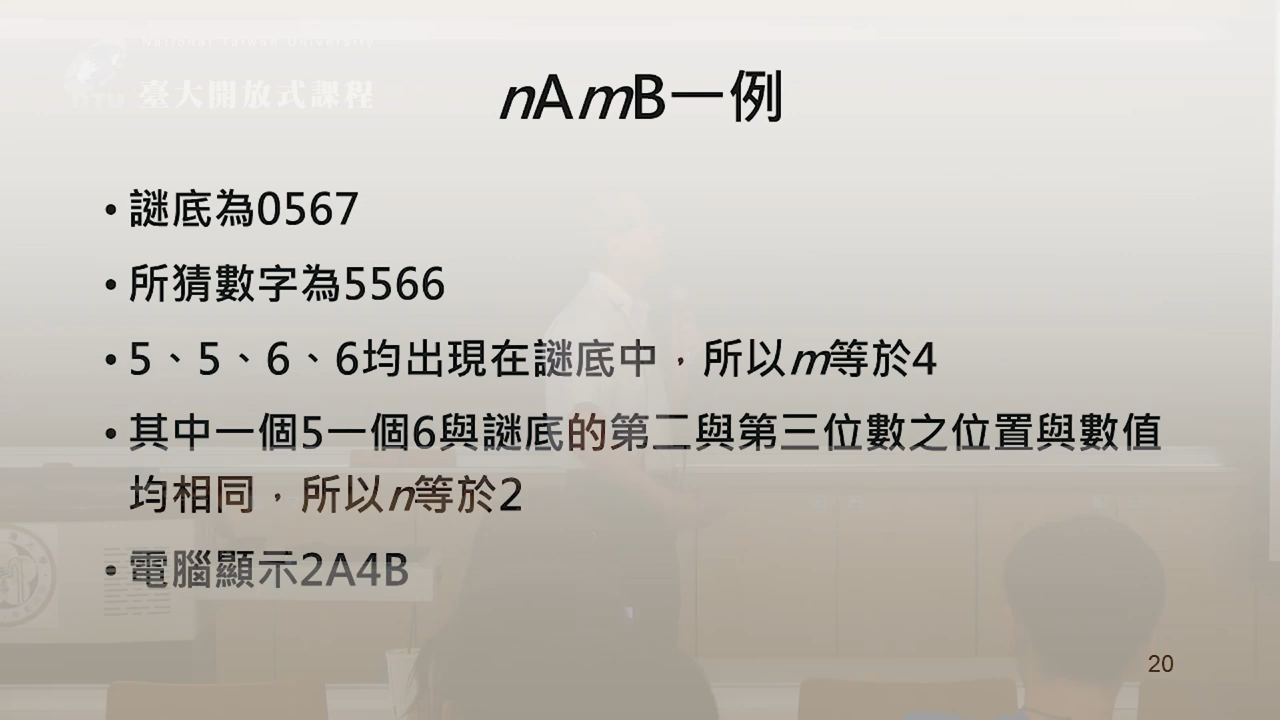 National Taiwan University
臺大開放式課程
nAmB一例
• 謎底為0567
• 所猜數字為5566
• 5、5、6、6均出現在謎底中，所以m等於4
• 其中一個5一個6與謎底的第二與第三位數之位置與數值
均相同，所以n等於2
• 電腦顯示2A4B
20